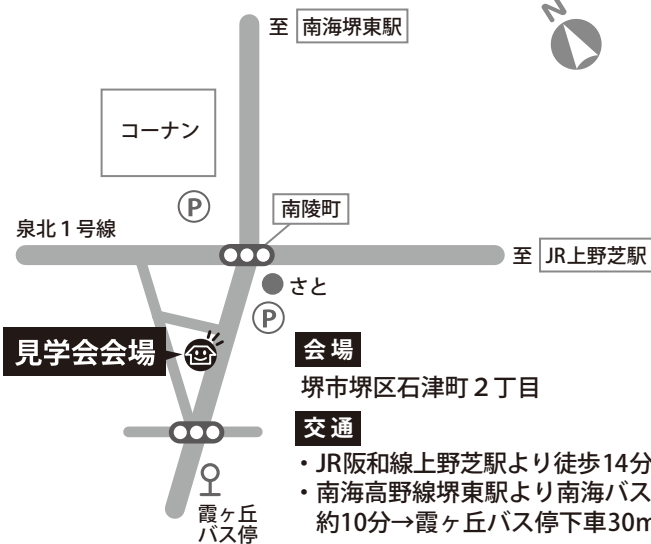 至 南海堺東駅
N
コーナン
P
南陵町
泉北1号線
至 JR上野芝駅
さと
P
見学会会場
会場
堺市堺区石津町2丁目
交通
・JR阪和線上野芝駅より徒歩14分
・南海高野線堺東駅より南海バス
約10分→霞ヶ丘バス停下車30m
霞ヶ丘
バス停